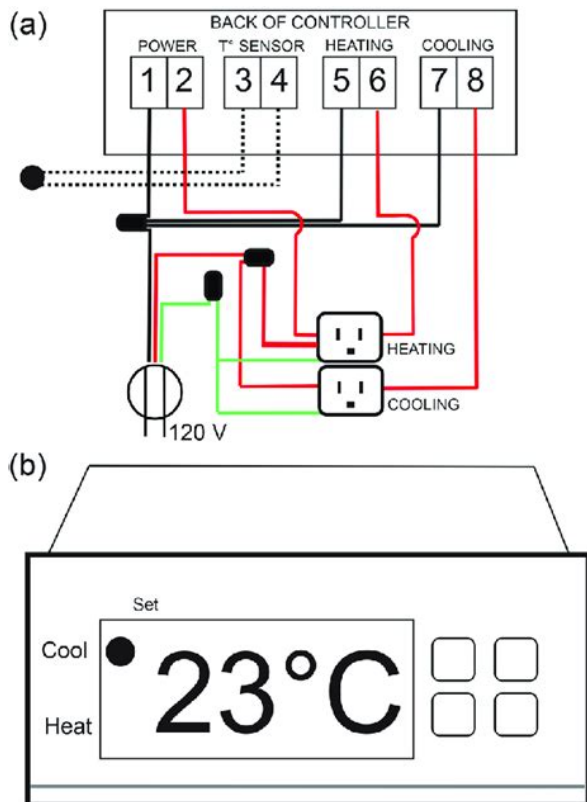 (a)
BACK OF CONTROLLER
POWER T° SENSOR HEATING COOLING
1 2 3 4 5 6 7 8
HEATING
COOLING
120 V
(b)
Set
Cool
23°C
Heat